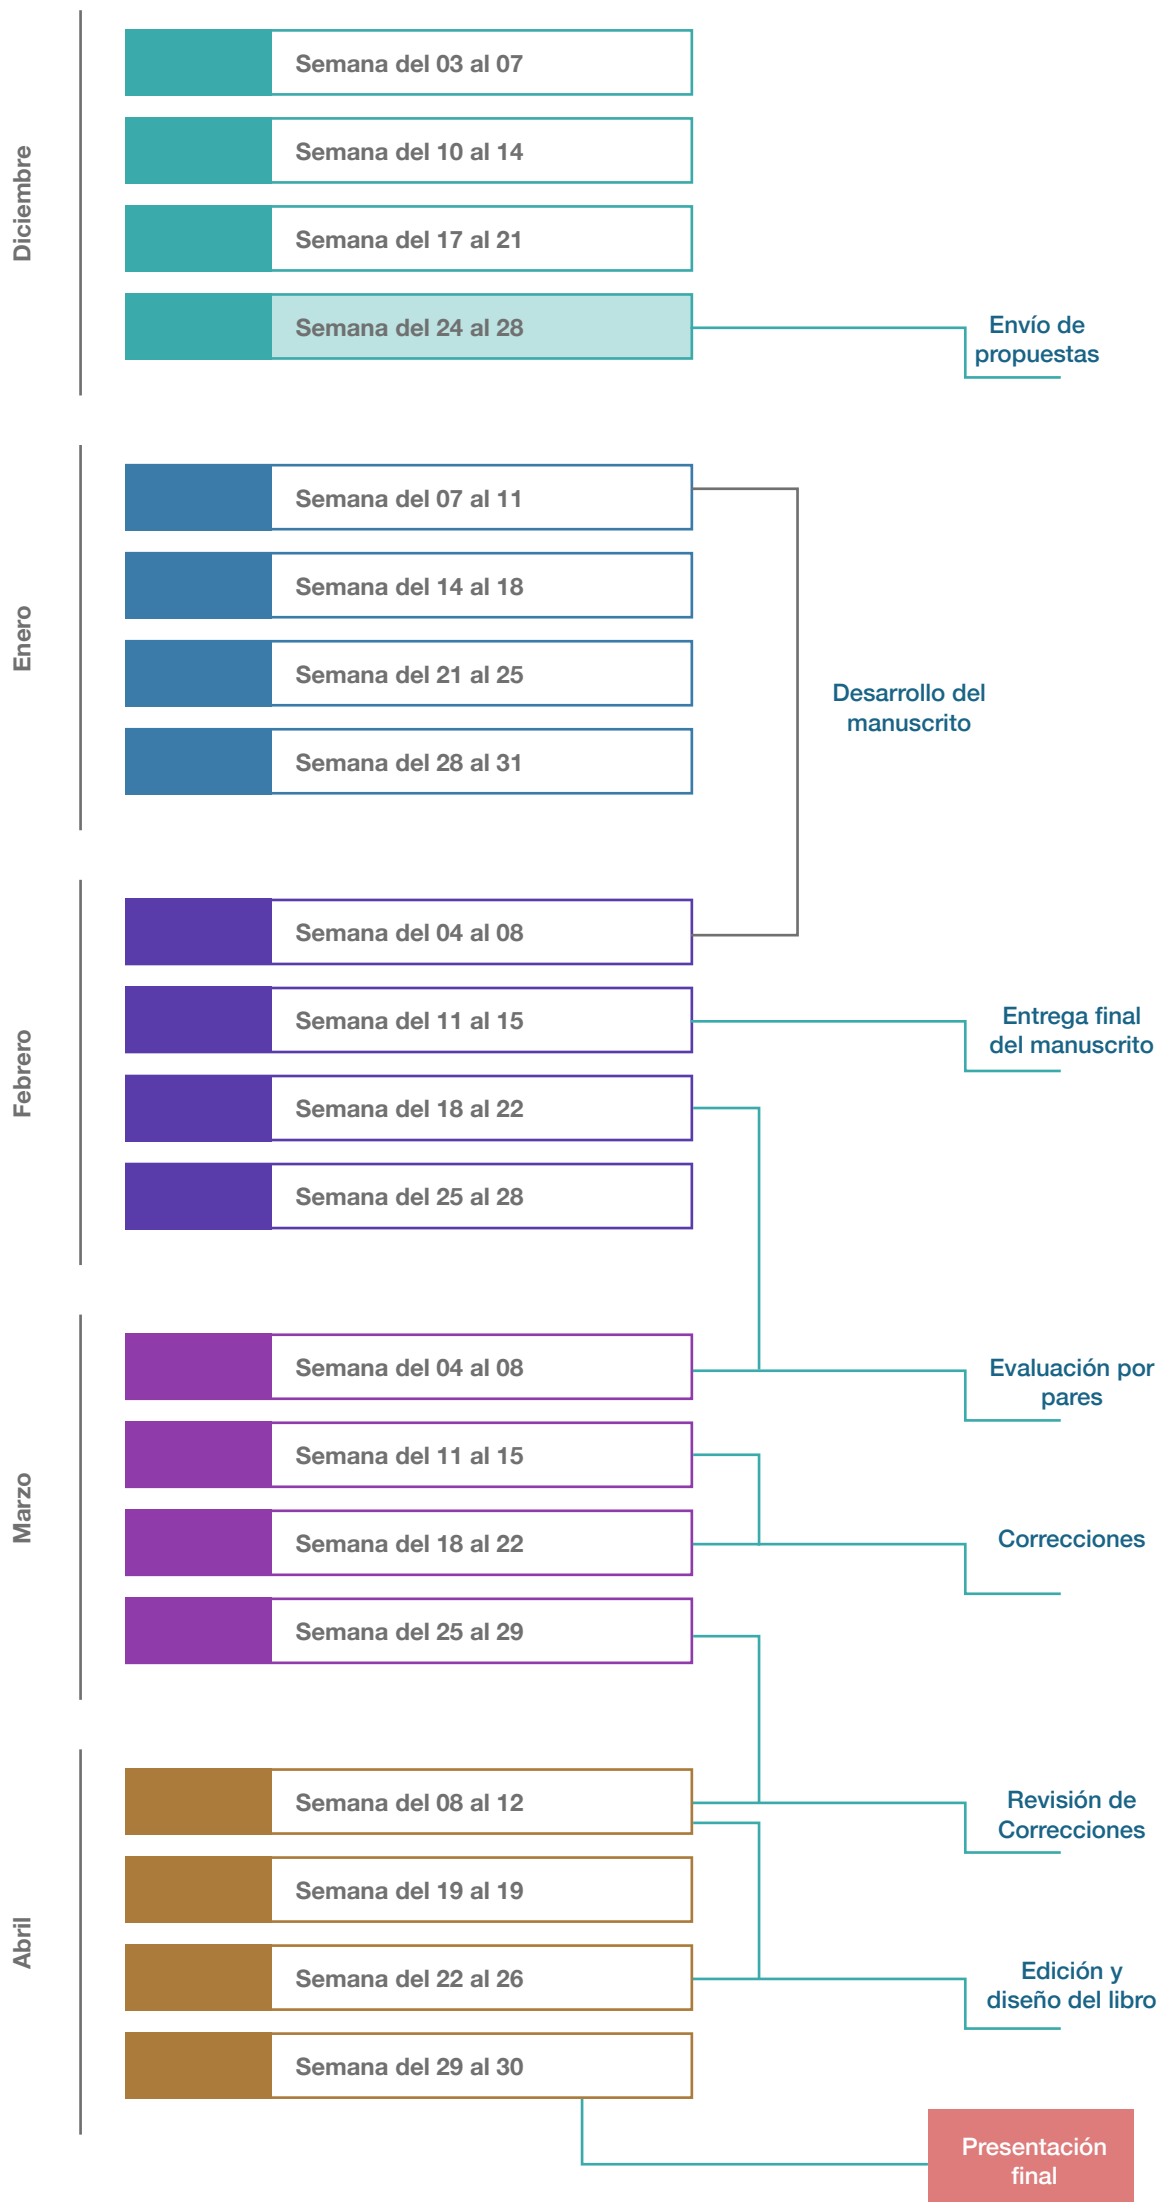 Diciembre
Semana del 03 al 07
Semana del 10 al 14
Semana del 17 al 21
Semana del 24 al 28
Envío de
propuestas
Enero
Semana del 07 al 11
Semana del 14 al 18
Semana del 21 al 25
Semana del 28 al 31
Desarrollo del
manuscrito
Febrero
Semana del 04 al 08
Semana del 11 al 15
Entrega final
del manuscrito
Semana del 18 al 22
Semana del 25 al 28
Marzo
Semana del 04 al 08
Evaluación por
pares
Semana del 11 al 15
Semana del 18 al 22
Correcciones
Semana del 25 al 29
Abril
Semana del 08 al 12
Revisión de
Correcciones
Semana del 19 al 19
Semana del 22 al 26
Edición y
diseño del libro
Semana del 29 al 30
Presentación
final